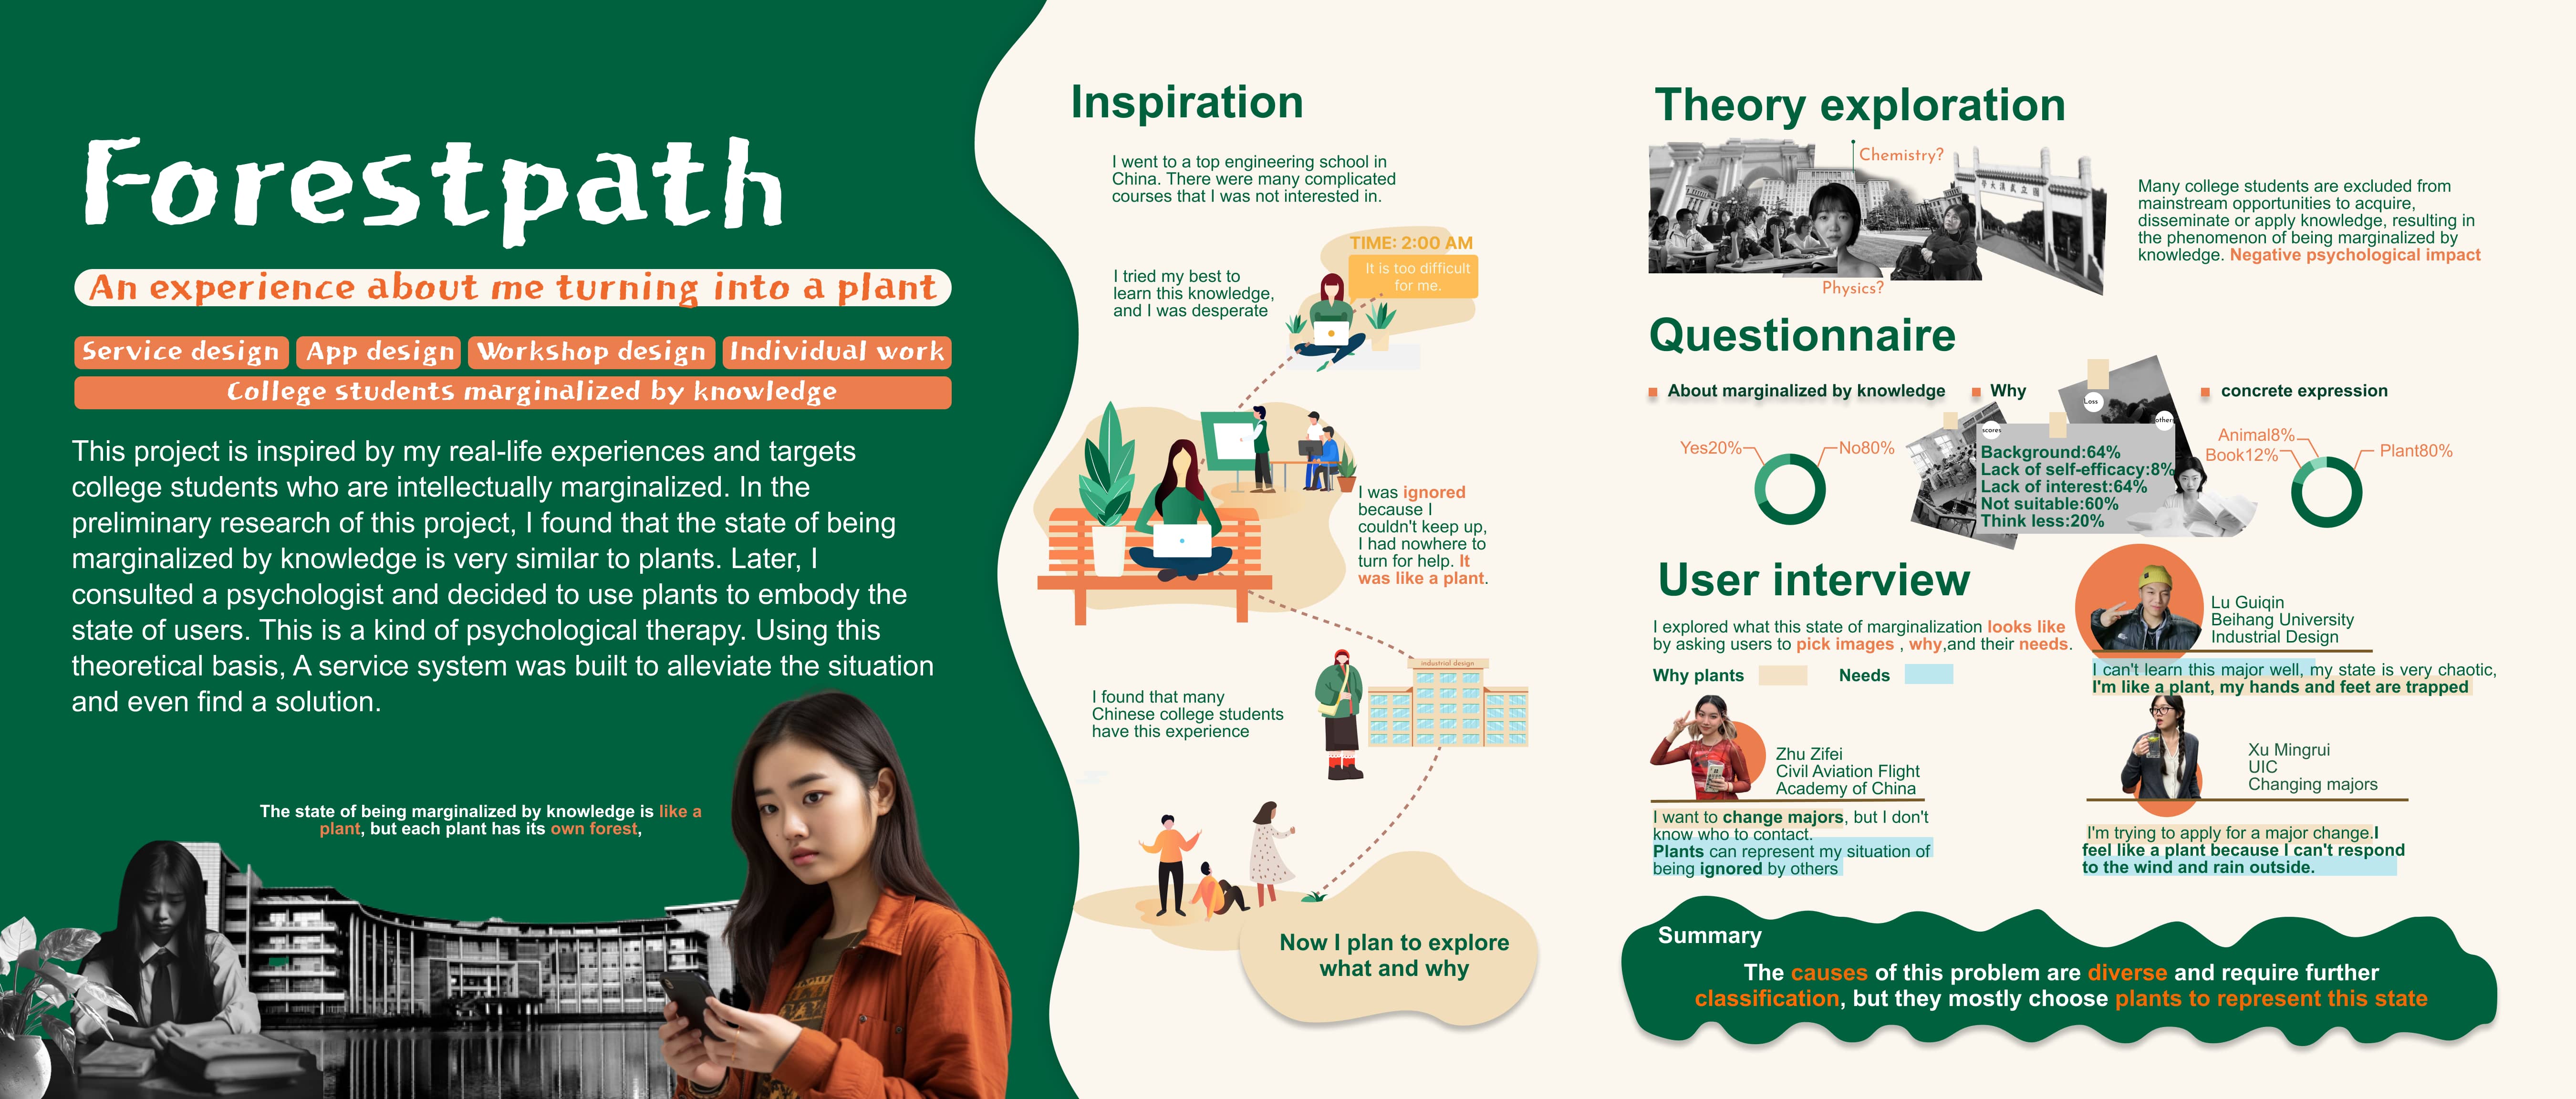 Forestpath
An experience about me turning into a plant
Service design
App design
Workshop design
Individual work
College students marginalized by knowledge
This project is inspired by my real-life experiences and targets
college students who are intellectually marginalized. In the
preliminary research of this project, I found that the state of being
marginalized by knowledge is very similar to plants. Later, I
consulted a psychologist and decided to use plants to embody the
state of users. This is a kind of psychological therapy. Using this
theoretical basis, A service system was built to alleviate the situation
and even find a solution.
The state of being marginalized by knowledge is like a
plant, but each plant has its own forest,
Inspiration
I went to a top engineering school in
China. There were many complicated
courses that I was not interested in.
TIME: 2:00 AM
It is too difficult
for me.
I tried my best to
learn this knowledge,
and I was desperate
I was ignored
because I
couldn't keep up,
I had nowhere to
turn for help. It
was like a plant.
industrial design
I found that many
Chinese college students
have this experience
Now I plan to explore
what and why
Theory exploration
Chemistry?
Physics?
Many college students are excluded from
mainstream opportunities to acquire,
disseminate or apply knowledge, resulting in
the phenomenon of being marginalized by
knowledge. Negative psychological impact
Questionnaire
About marginalized by knowledge
Yes20%
No80%
Why
Loss
others
scores
Background:64%
Lack of self-efficacy:8%
Lack of interest:64%
Not suitable:60%
Think less:20%
concrete expression
Animal8%
Book12%
Plant80%
User interview
I explored what this state of marginalization looks like
by asking users to pick images , why,and their needs.
Why plants
Needs
Lu Guiqin
Beihang University
Industrial Design
I can't learn this major well, my state is very chaotic,
I'm like a plant, my hands and feet are trapped
Zhu Zifei
Civil Aviation Flight
Academy of China
I want to change majors, but I don't
know who to contact.
Plants can represent my situation of
being ignored by others
Xu Mingrui
UIC
Changing majors
I'm trying to apply for a major change.I
feel like a plant because I can't respond
to the wind and rain outside.
Summary
The causes of this problem are diverse and require further
classification, but they mostly choose plants to represent this state